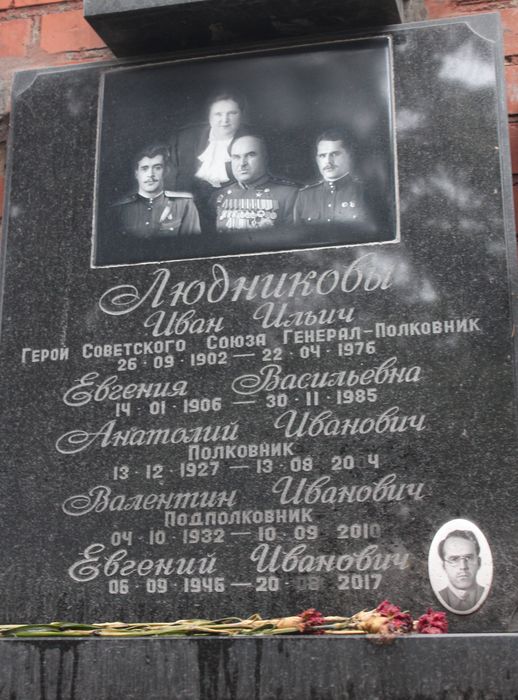 Людниковы
Иван Ильич
Герой Советского Союза Генерал-Полковник
26·09·1902 — 22·04·1976
Евгения Васильевна
14·01·1906 — 30·11·1985
Анатолий Иванович
Полковник
13·12·1927 — 13·08·2004
Валентин Иванович
Подполковник
04·10·1932 — 10·09·2010
Евгений Иванович
06·09·1946 — 20·08·2017